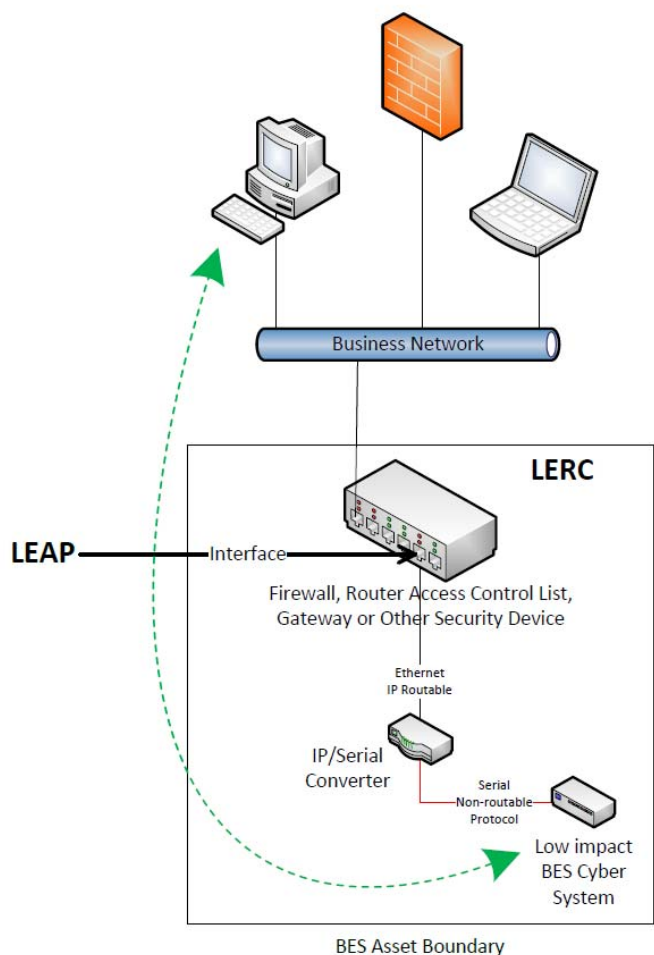 Business Network
LERC
LEAP
Interface
Firewall, Router Access Control List,
Gateway or Other Security Device
Ethernet
IP Routable
IP/Serial
Converter
Serial
Non-routable
Protocol
Low impact
BES Cyber
System
BES Asset Boundary